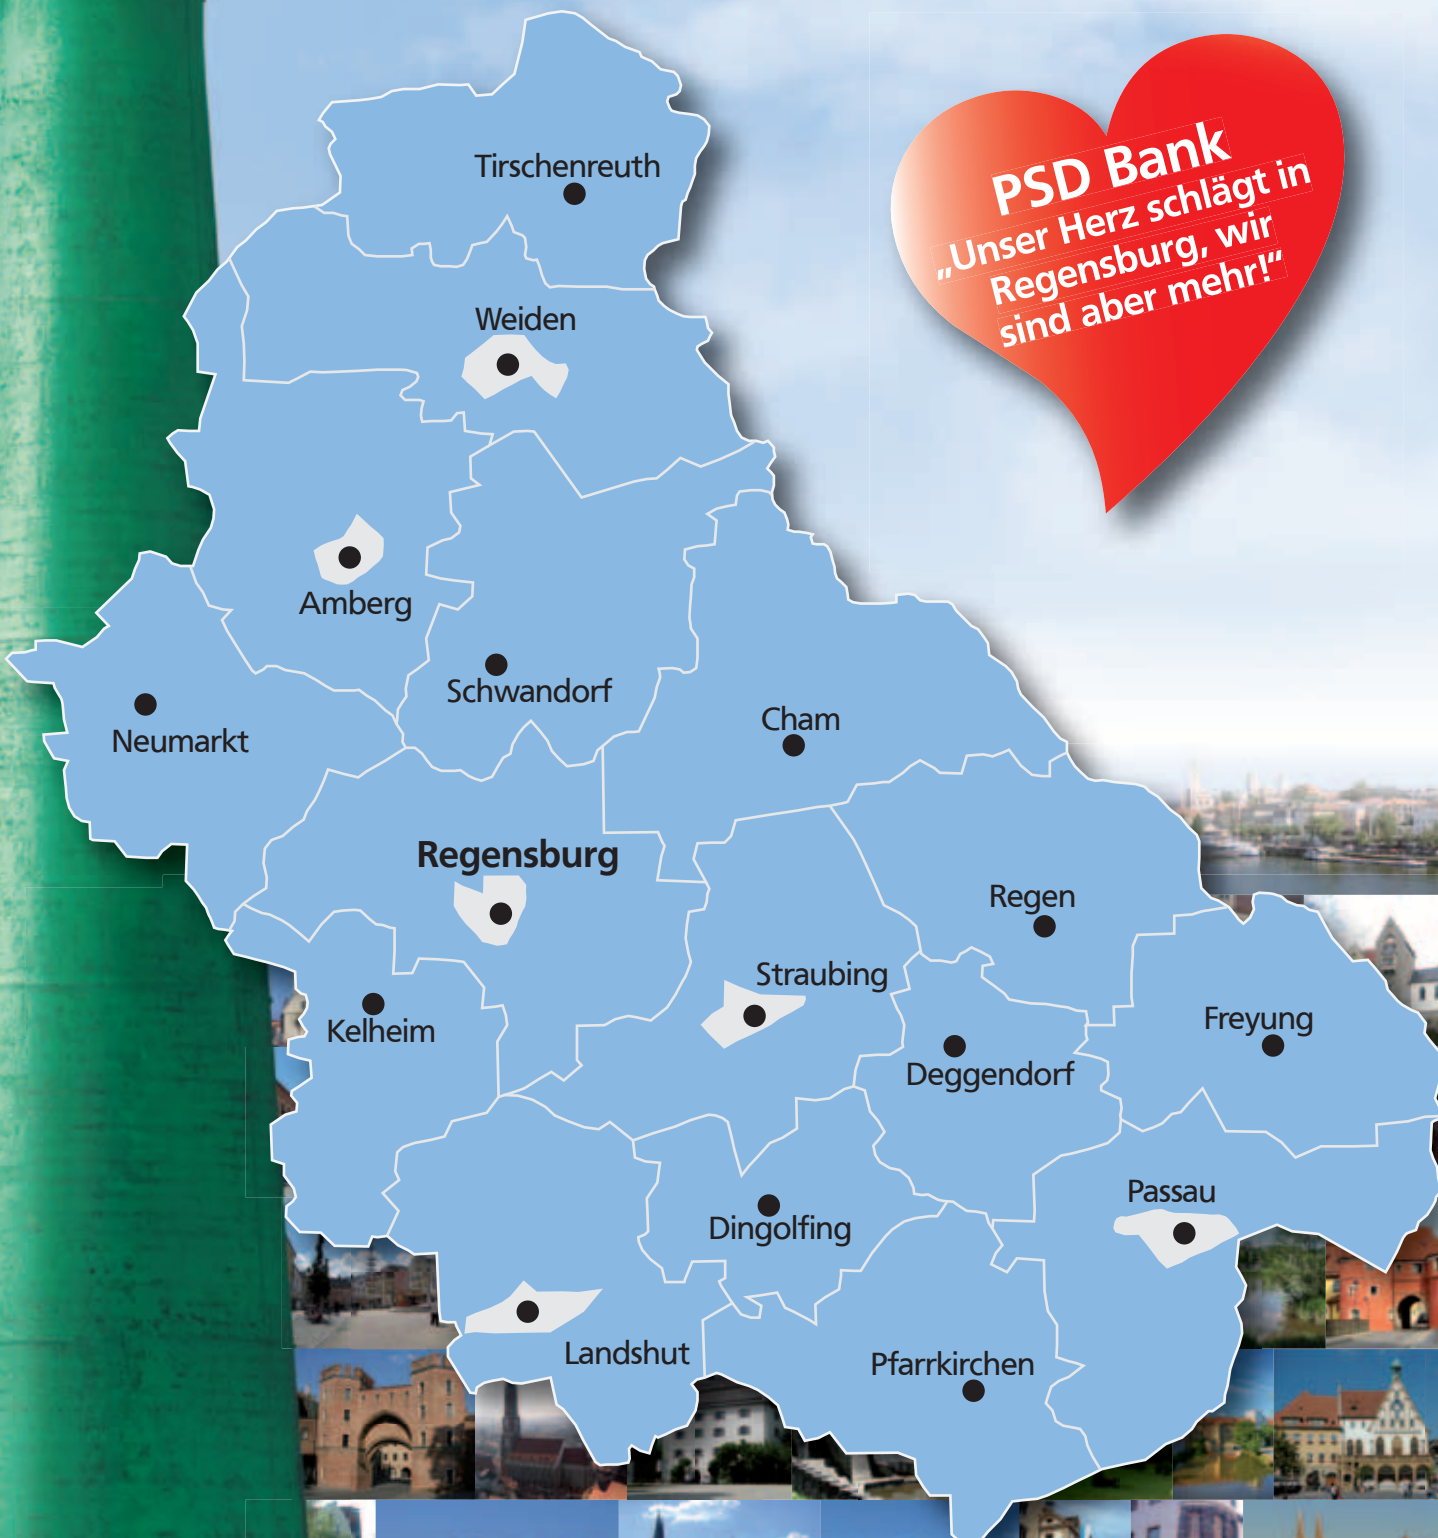 PSD Bank
„Unser Herz schlägt in
Regensburg, wir
sind aber mehr!“
Tirschenreuth
Weiden
Amberg
Schwandorf
Neumarkt
Cham
Regensburg
Regen
Straubing
Kelheim
Freyung
Deggendorf
Passau
Dingolfing
Landshut
Pfarrkirchen